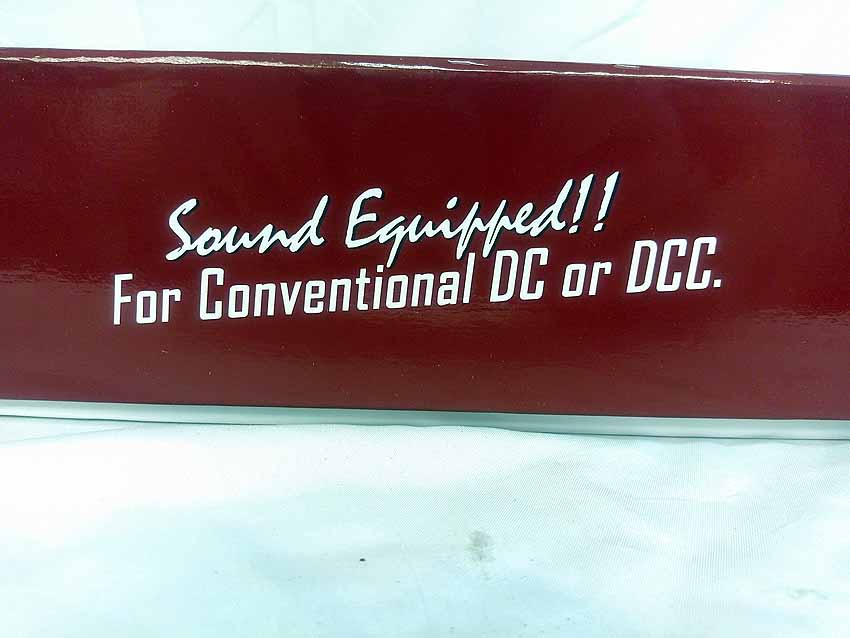 Sound Equipped!!
For Conventional DC or DCC.